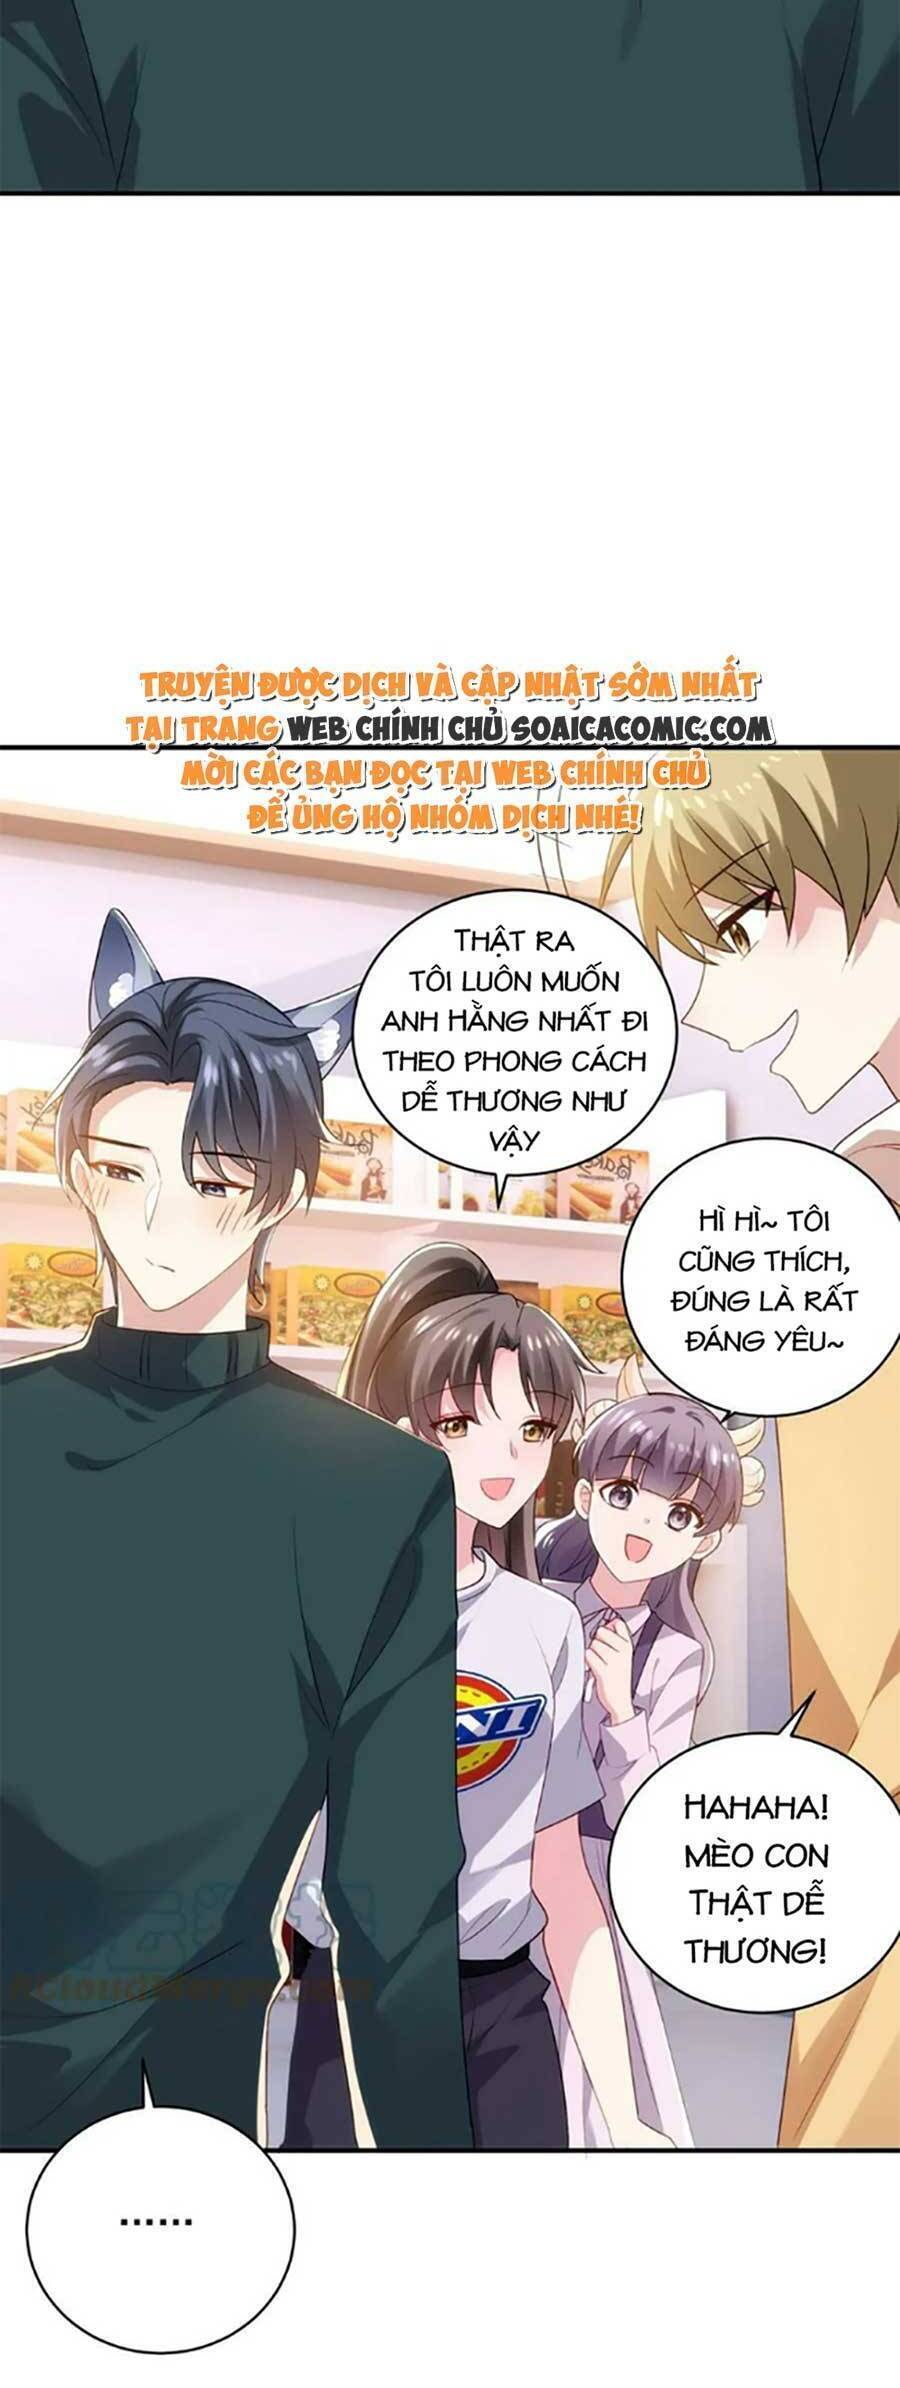 TRUYỆN ĐƯỢC DỊCH VÀ CẬP NHẬT SỚM NHẤT
TẠI TRANG WEB CHÍNH CHỦ SOAICACOMIC.COM
MỜI CÁC BẠN ĐỌC TẠI WEB CHÍNH CHỦ
ĐỂ ỦNG HỘ NHÓM DỊCH NHÉ!
THẬT RA
TÔI LUÔN MUỐN
ANH HẰNG NHẤT ĐI
THEO PHONG CÁCH
DỄ THƯƠNG NHƯ
VẬY
HÌ HÌ~ TÔI
CŨNG THÍCH,
ĐÚNG LÀ RẤT
ĐÁNG YÊU~
HAHAHA!
MÈO CON
THẬT DỄ
THƯƠNG!
......